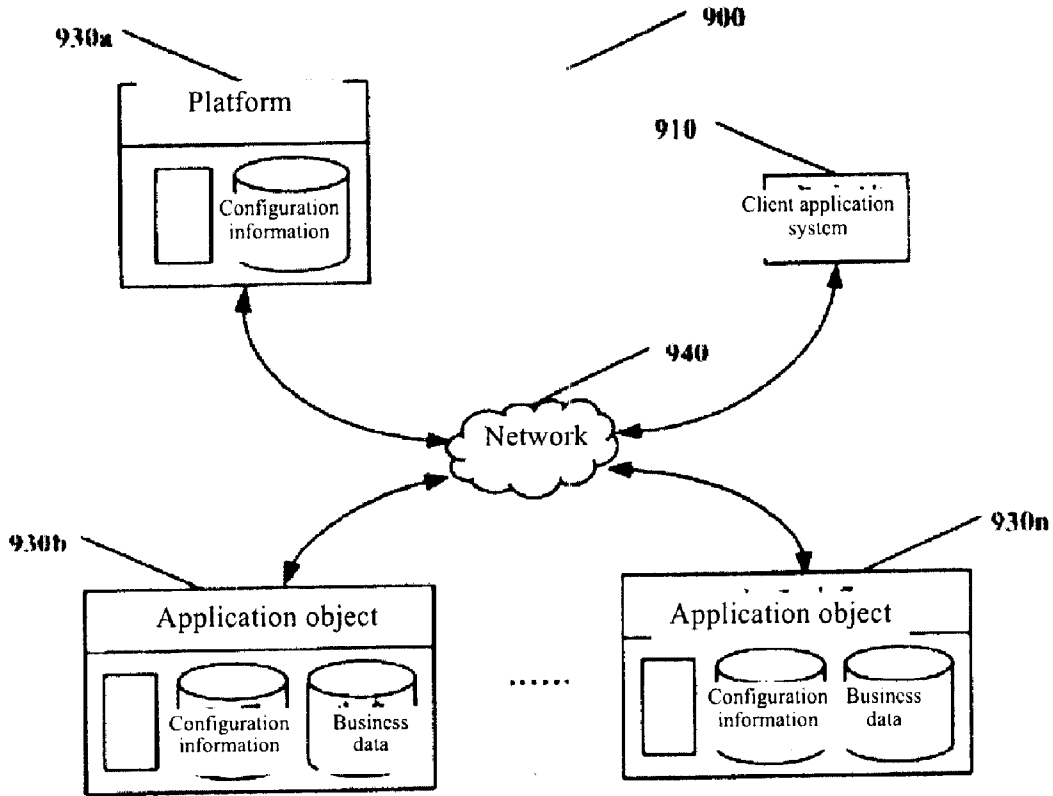 900
930a
Platform
910
Configuration
information
Client application
system
940
Network
930b
930n
Application object
Application object
......
Configuration
information
Business
data
Configuration
information
Business
data